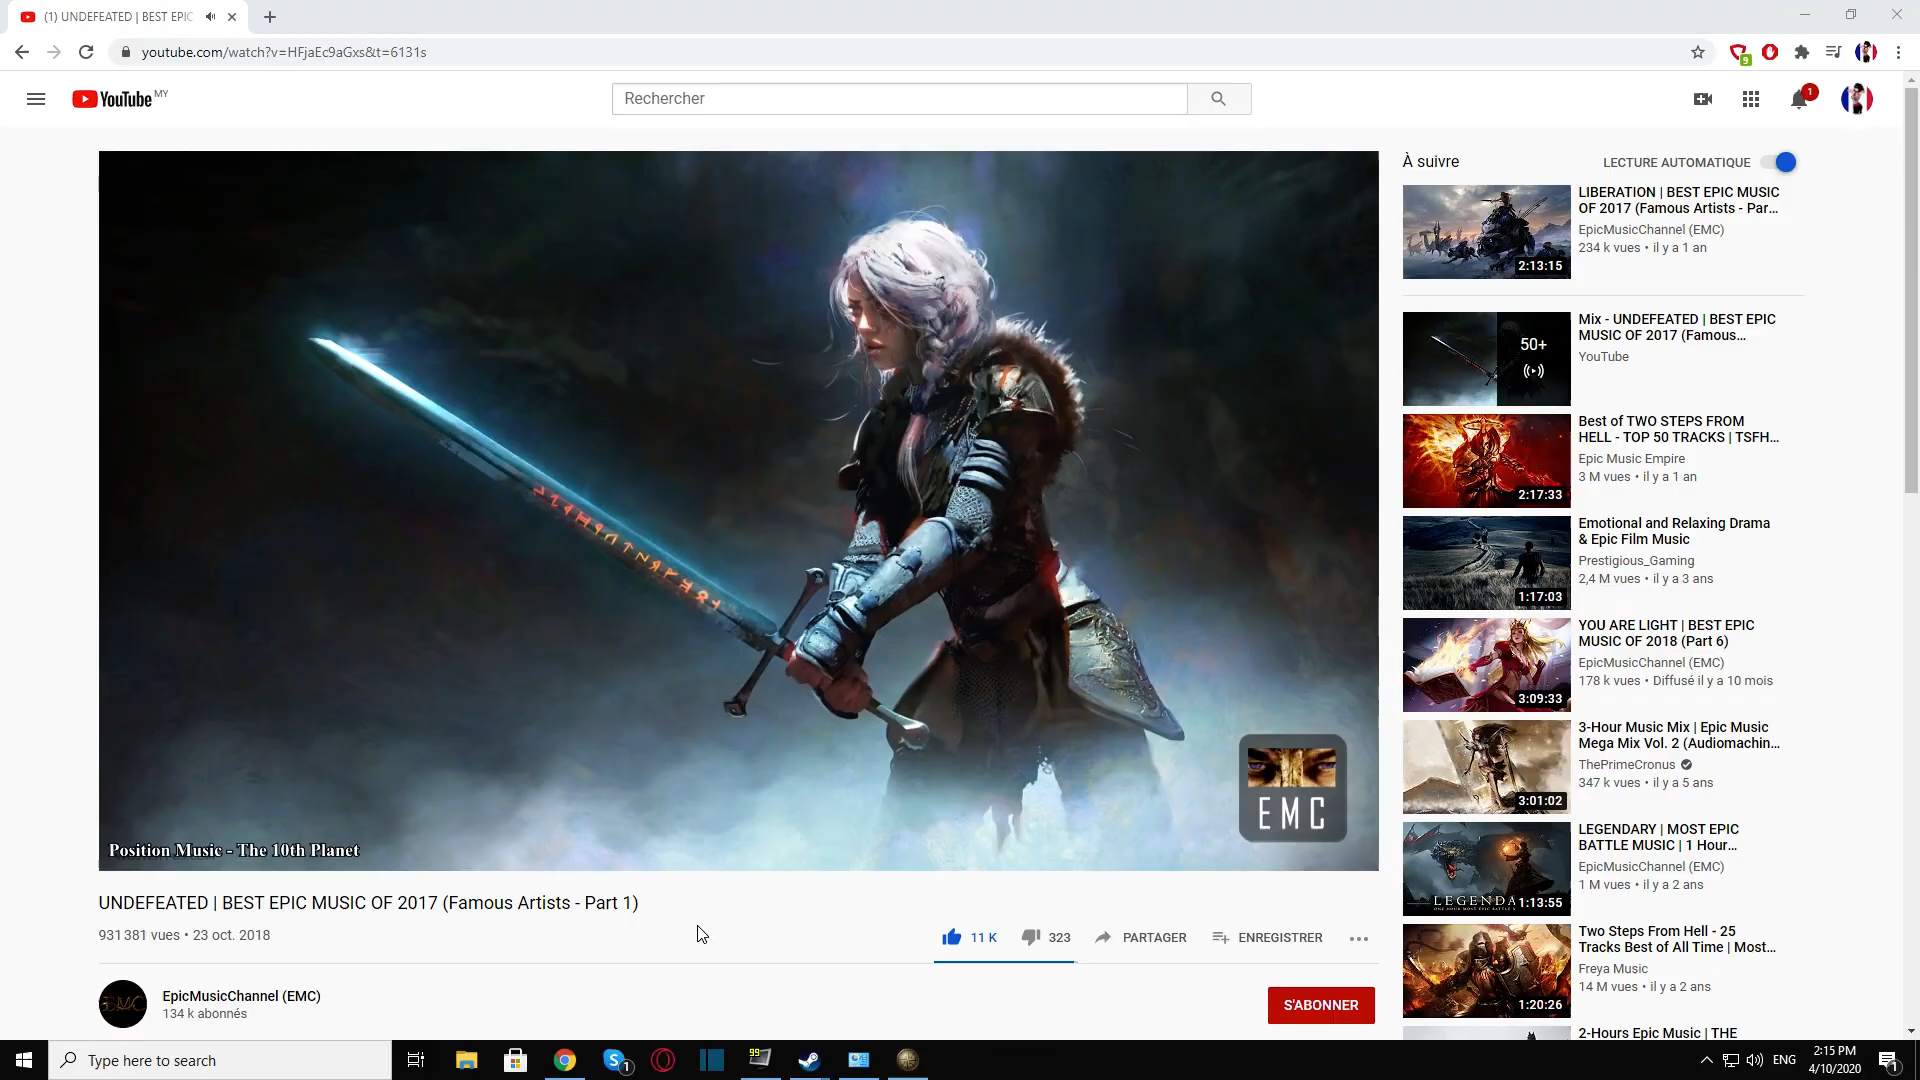 (1) UNDEFEATED | BEST EPIC
youtube.com/watch?v=HFjaEc9aGxs&t=6131s
9
YouTube MY
Rechercher
1
Position Music - The 10th Planet
EMC
UNDEFEATED | BEST EPIC MUSIC OF 2017 (Famous Artists - Part 1)
931 381 vues • 23 oct. 2018
11 K
323
PARTAGER
ENREGISTRER
EpicMusicChannel (EMC)
134 k abonnés
S'ABONNER
À suivre
LECTURE AUTOMATIQUE
LIBERATION | BEST EPIC MUSIC
OF 2017 (Famous Artists - Par...
EpicMusicChannel (EMC)
234 k vues • il y a 1 an
2:13:15
Mix - UNDEFEATED | BEST EPIC
MUSIC OF 2017 (Famous...
YouTube
50+
Best of TWO STEPS FROM
HELL - TOP 50 TRACKS | TSFH...
Epic Music Empire
3 M vues • il y a 1 an
2:17:33
Emotional and Relaxing Drama
& Epic Film Music
Prestigious_Gaming
2,4 M vues • il y a 3 ans
1:17:03
YOU ARE LIGHT | BEST EPIC
MUSIC OF 2018 (Part 6)
EpicMusicChannel (EMC)
178 k vues • Diffusé il y a 10 mois
3:09:33
3-Hour Music Mix | Epic Music
Mega Mix Vol. 2 (Audiomachin...
ThePrimeCronus
347 k vues • il y a 5 ans
3:01:02
LEGENDARY | MOST EPIC
BATTLE MUSIC | 1 Hour...
EpicMusicChannel (EMC)
1 M vues • il y a 2 ans
LEGENDA
1:13:55
Two Steps From Hell - 25
Tracks Best of All Time | Most...
Freya Music
14 M vues • il y a 2 ans
1:20:26
2-Hours Epic Music | THE
Type here to search
1
99
ENG
2:15 PM
4/10/2020
1